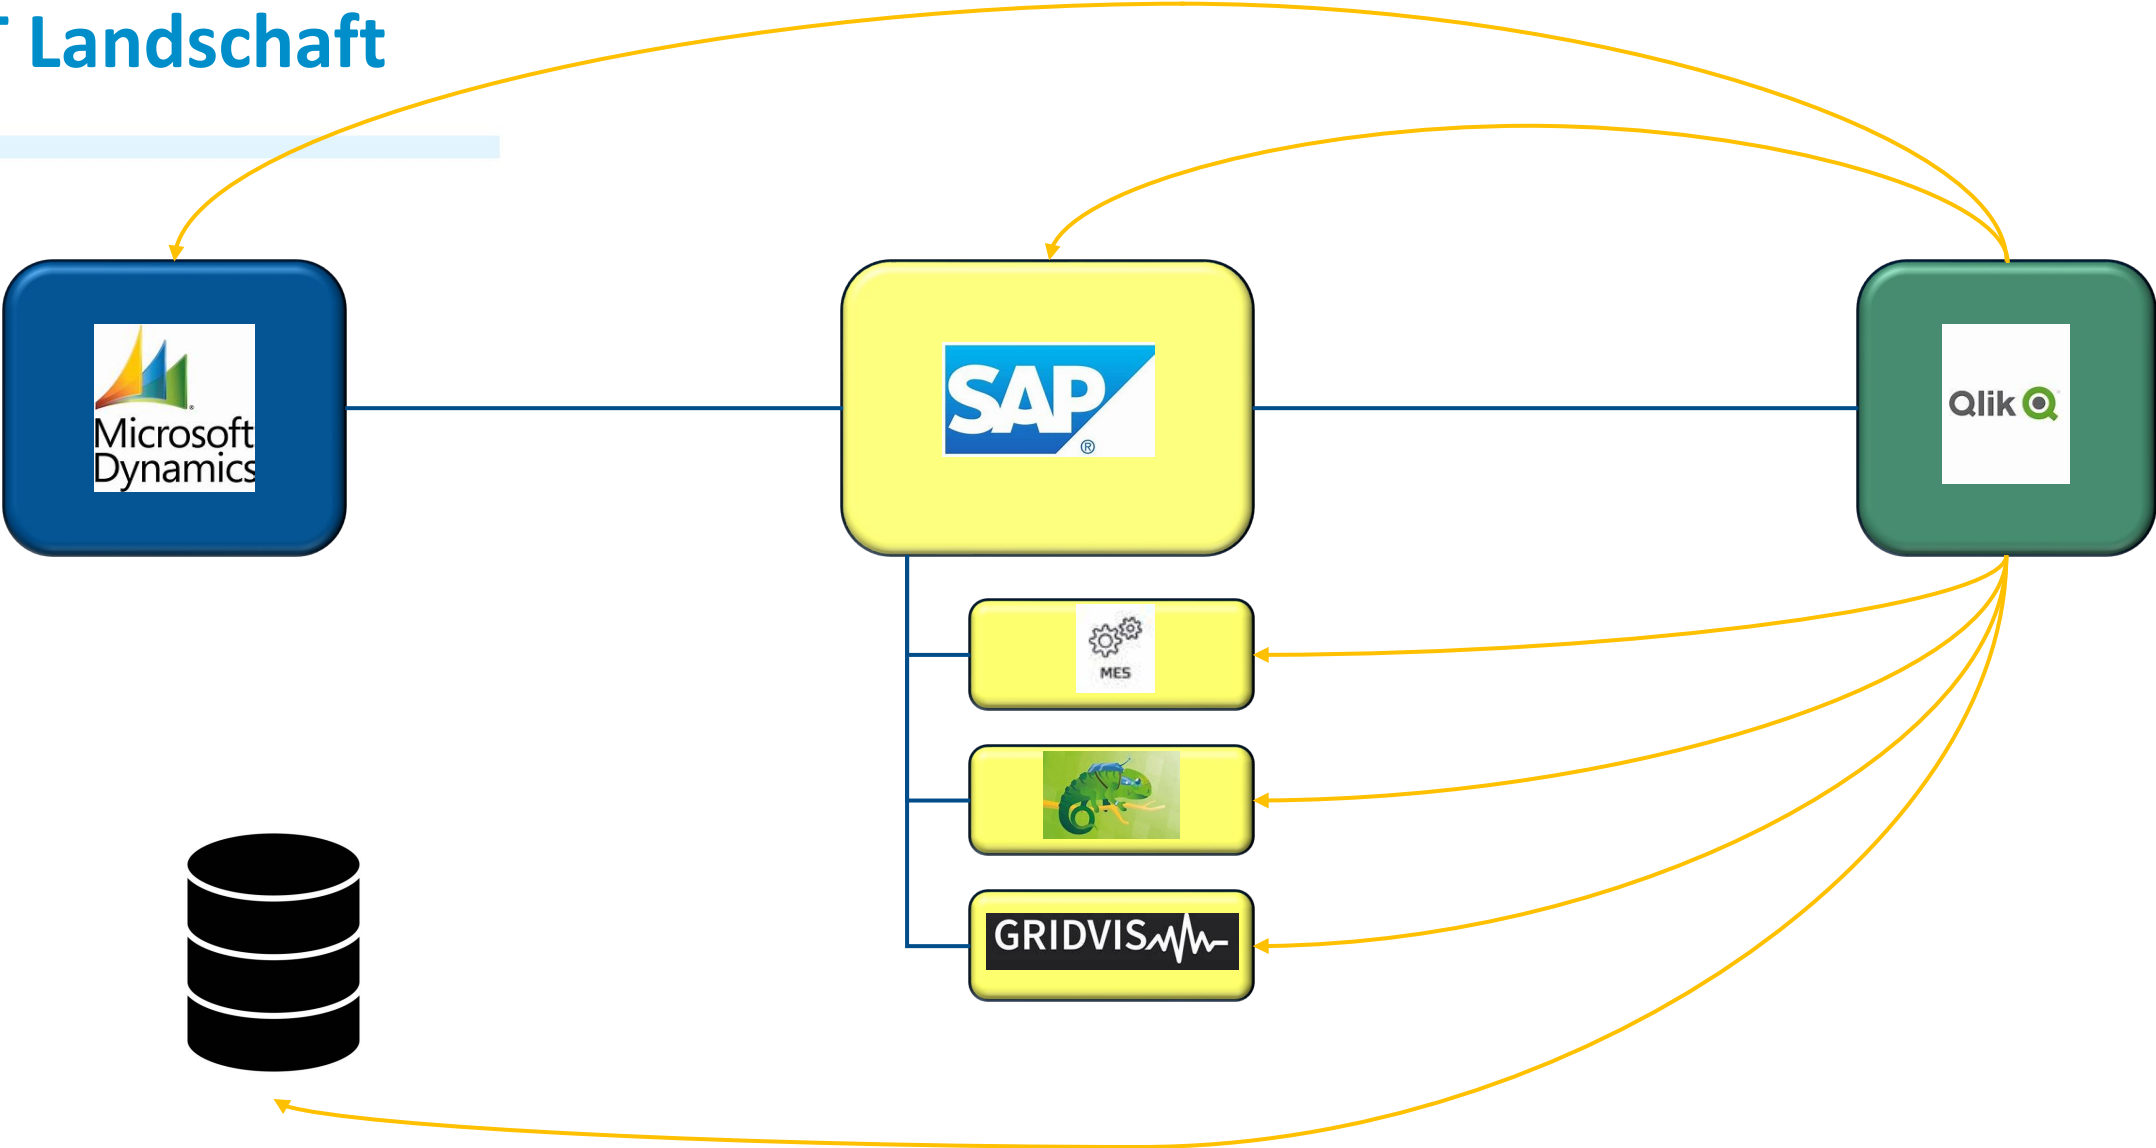 T Landschaft
Microsoft
Dynamics
SAP
®
Qlik
MES
GRIDVIS